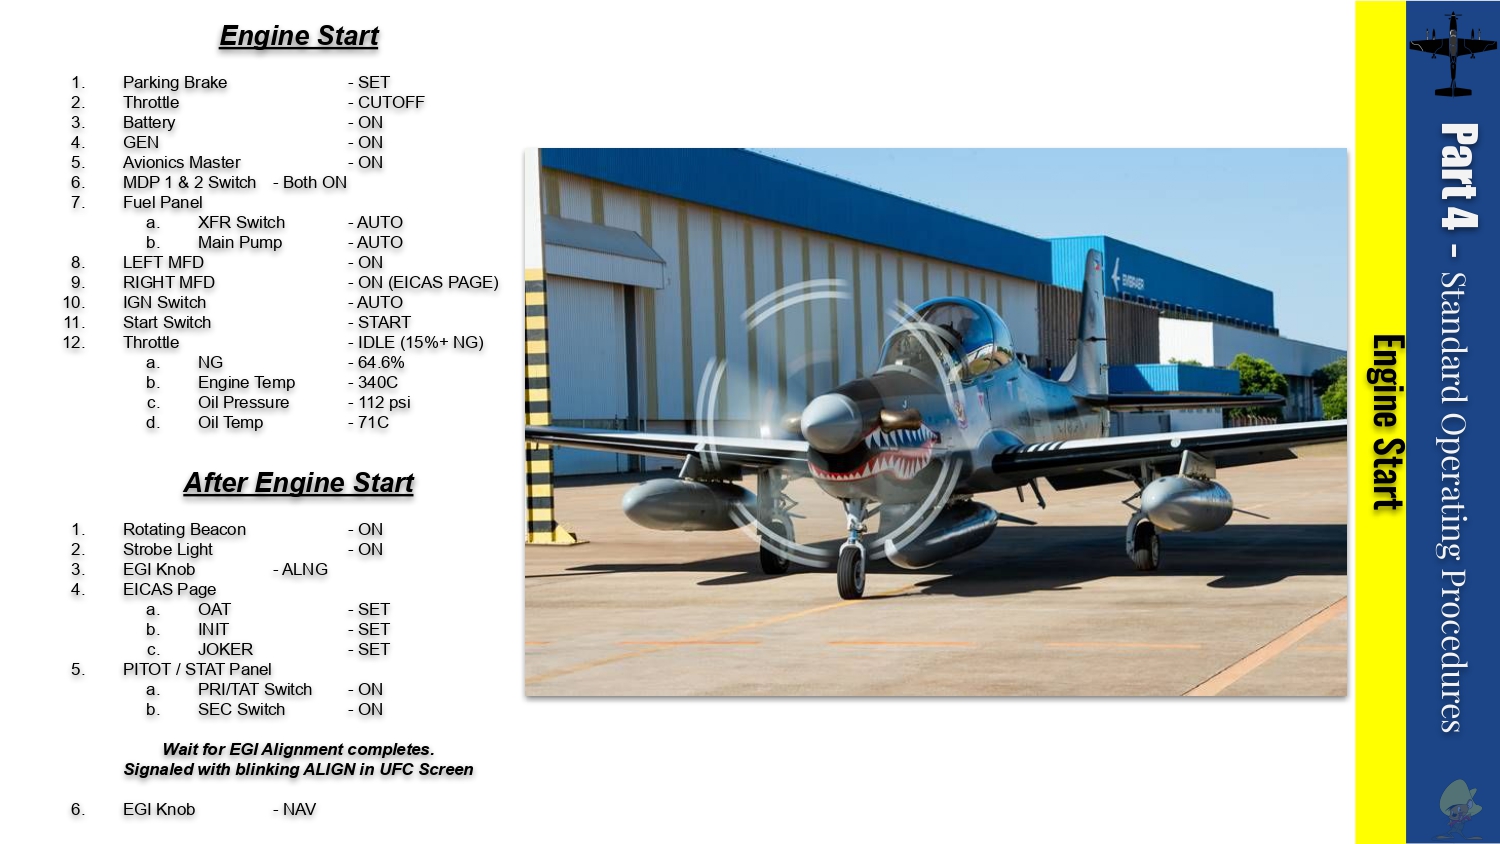 Engine Start
1. Parking Brake - SET
2. Throttle - CUTOFF
3. Battery - ON
4. GEN - ON
5. Avionics Master - ON
6. MDP 1 & 2 Switch - Both ON
7. Fuel Panel
a. XFR Switch - AUTO
b. Main Pump - AUTO
8. LEFT MFD - ON
9. RIGHT MFD - ON (EICAS PAGE)
10. IGN Switch - AUTO
11. Start Switch - START
12. Throttle - IDLE (15%+ NG)
a. NG - 64.6%
b. Engine Temp - 340C
c. Oil Pressure - 112 psi
d. Oil Temp - 71C
After Engine Start
1. Rotating Beacon - ON
2. Strobe Light - ON
3. EGI Knob - ALNG
4. EICAS Page
a. OAT - SET
b. INIT - SET
c. JOKER - SET
5. PITOT / STAT Panel
a. PRI/TAT Switch - ON
b. SEC Switch - ON
Wait for EGI Alignment completes.
Signaled with blinking ALIGN in UFC Screen
6. EGI Knob - NAV
EMBRAER
Engine Start
Part 4 - Standard Operating Procedures